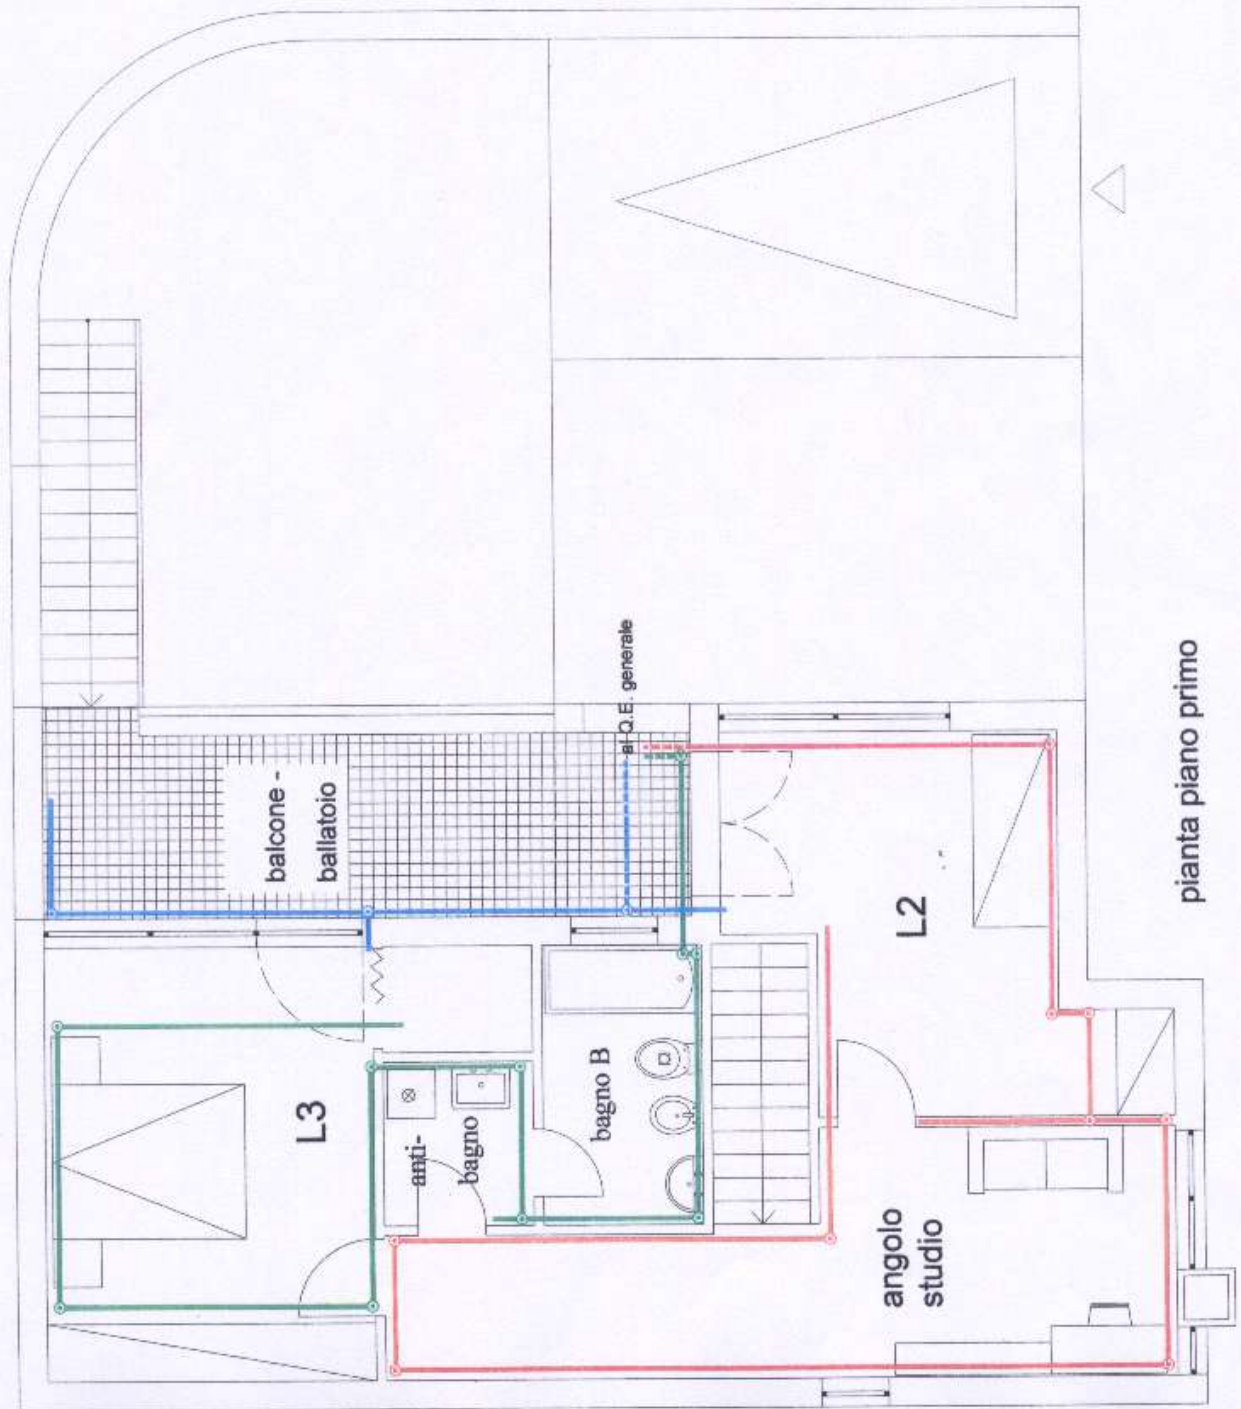 balcone -
ballatoio
al Q.E. generale
L3
anti-
bagno
bagno B
L2
angolo
studio
pianta piano primo